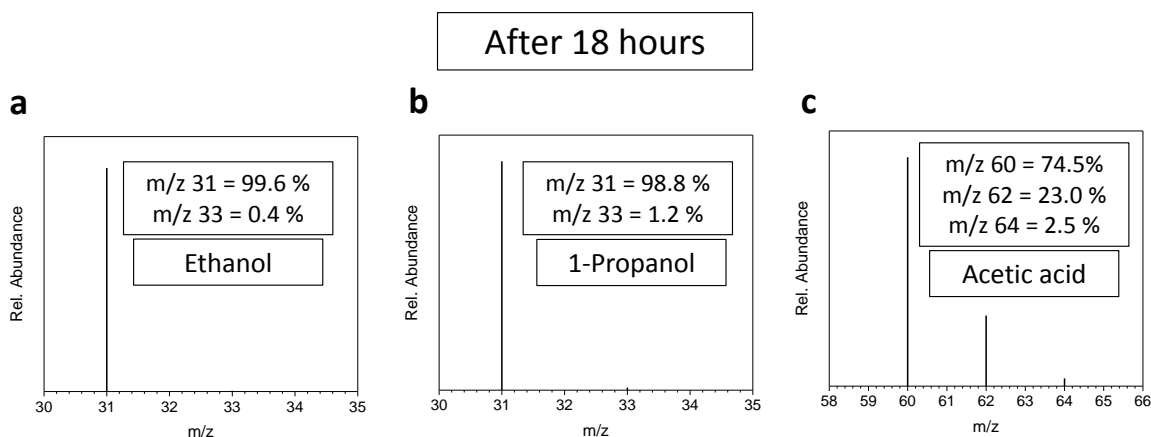 After 18 hours
a
m/z 31 = 99.6 %
m/z 33 = 0.4 %
Ethanol
Rel. Abundance
30 31 32 33 34 35
m/z
b
m/z 31 = 98.8 %
m/z 33 = 1.2 %
1-Propanol
Rel. Abundance
30 31 32 33 34 35
m/z
c
m/z 60 = 74.5%
m/z 62 = 23.0 %
m/z 64 = 2.5 %
Acetic acid
Rel. Abundance
58 59 60 61 62 63 64 65 66
m/z